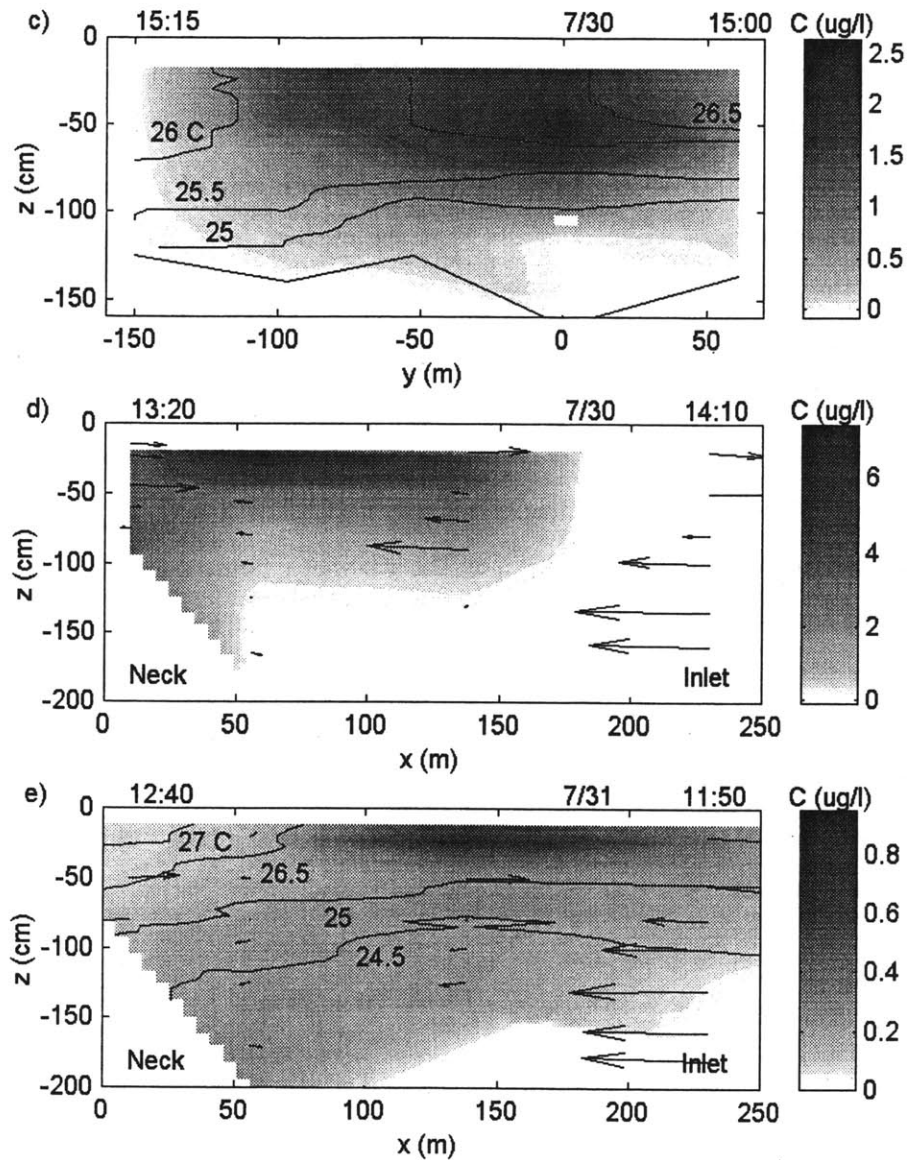 c) 15:15 7/30 15:00 C (ug/l)
0
-50
-100
-150
z (cm)
26 C
26.5
25.5
25
2.5
2
1.5
1
0.5
0
-150 -100 -50 0 50
y (m)
d) 13:20 7/30 14:10 C (ug/l)
0
-50
-100
-150
-200
z (cm)
Neck Inlet
6
4
2
0
0 50 100 150 200 250
x (m)
e) 12:40 7/31 11:50 C (ug/l)
0
-50
-100
-150
-200
z (cm)
27 C
26.5
25
24.5
Neck Inlet
0.8
0.6
0.4
0.2
0
0 50 100 150 200 250
x (m)